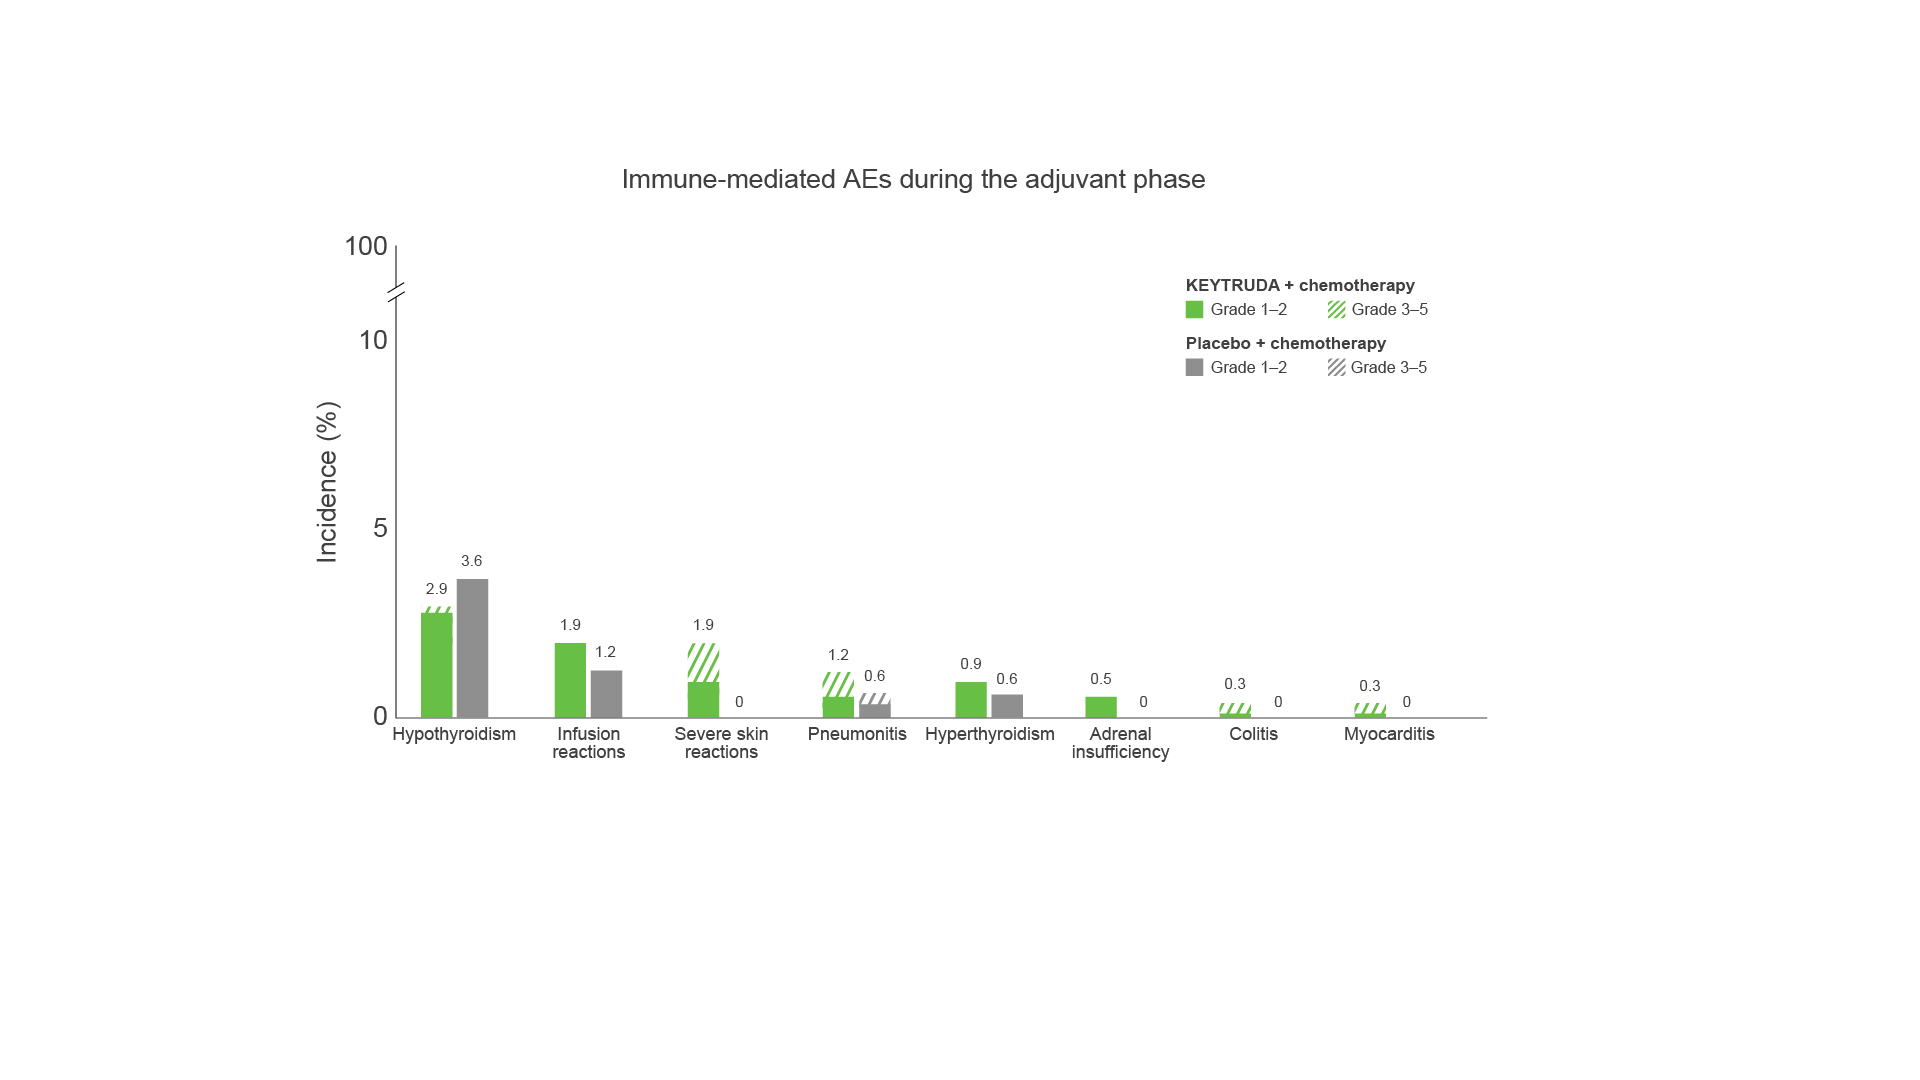 Immune-mediated AEs during the adjuvant phase
100
10
5
0
Incidence (%)
KEYTRUDA + chemotherapy
Grade 1–2 Grade 3–5
Placebo + chemotherapy
Grade 1–2 Grade 3–5
2.9
3.6
1.9
1.2
1.9
0
1.2
0.6
0.9
0.6
0.5
0
0.3
0
0.3
0
Hypothyroidism
Infusion
reactions
Severe skin
reactions
Pneumonitis
Hyperthyroidism
Adrenal
insufficiency
Colitis
Myocarditis